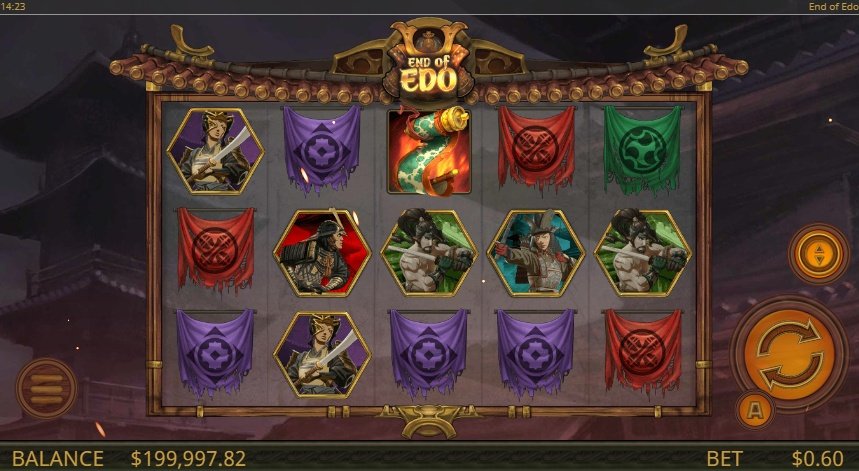 14:23
End of Edo
END OF
EDO
A
BALANCE $199,997.82
BET $0.60